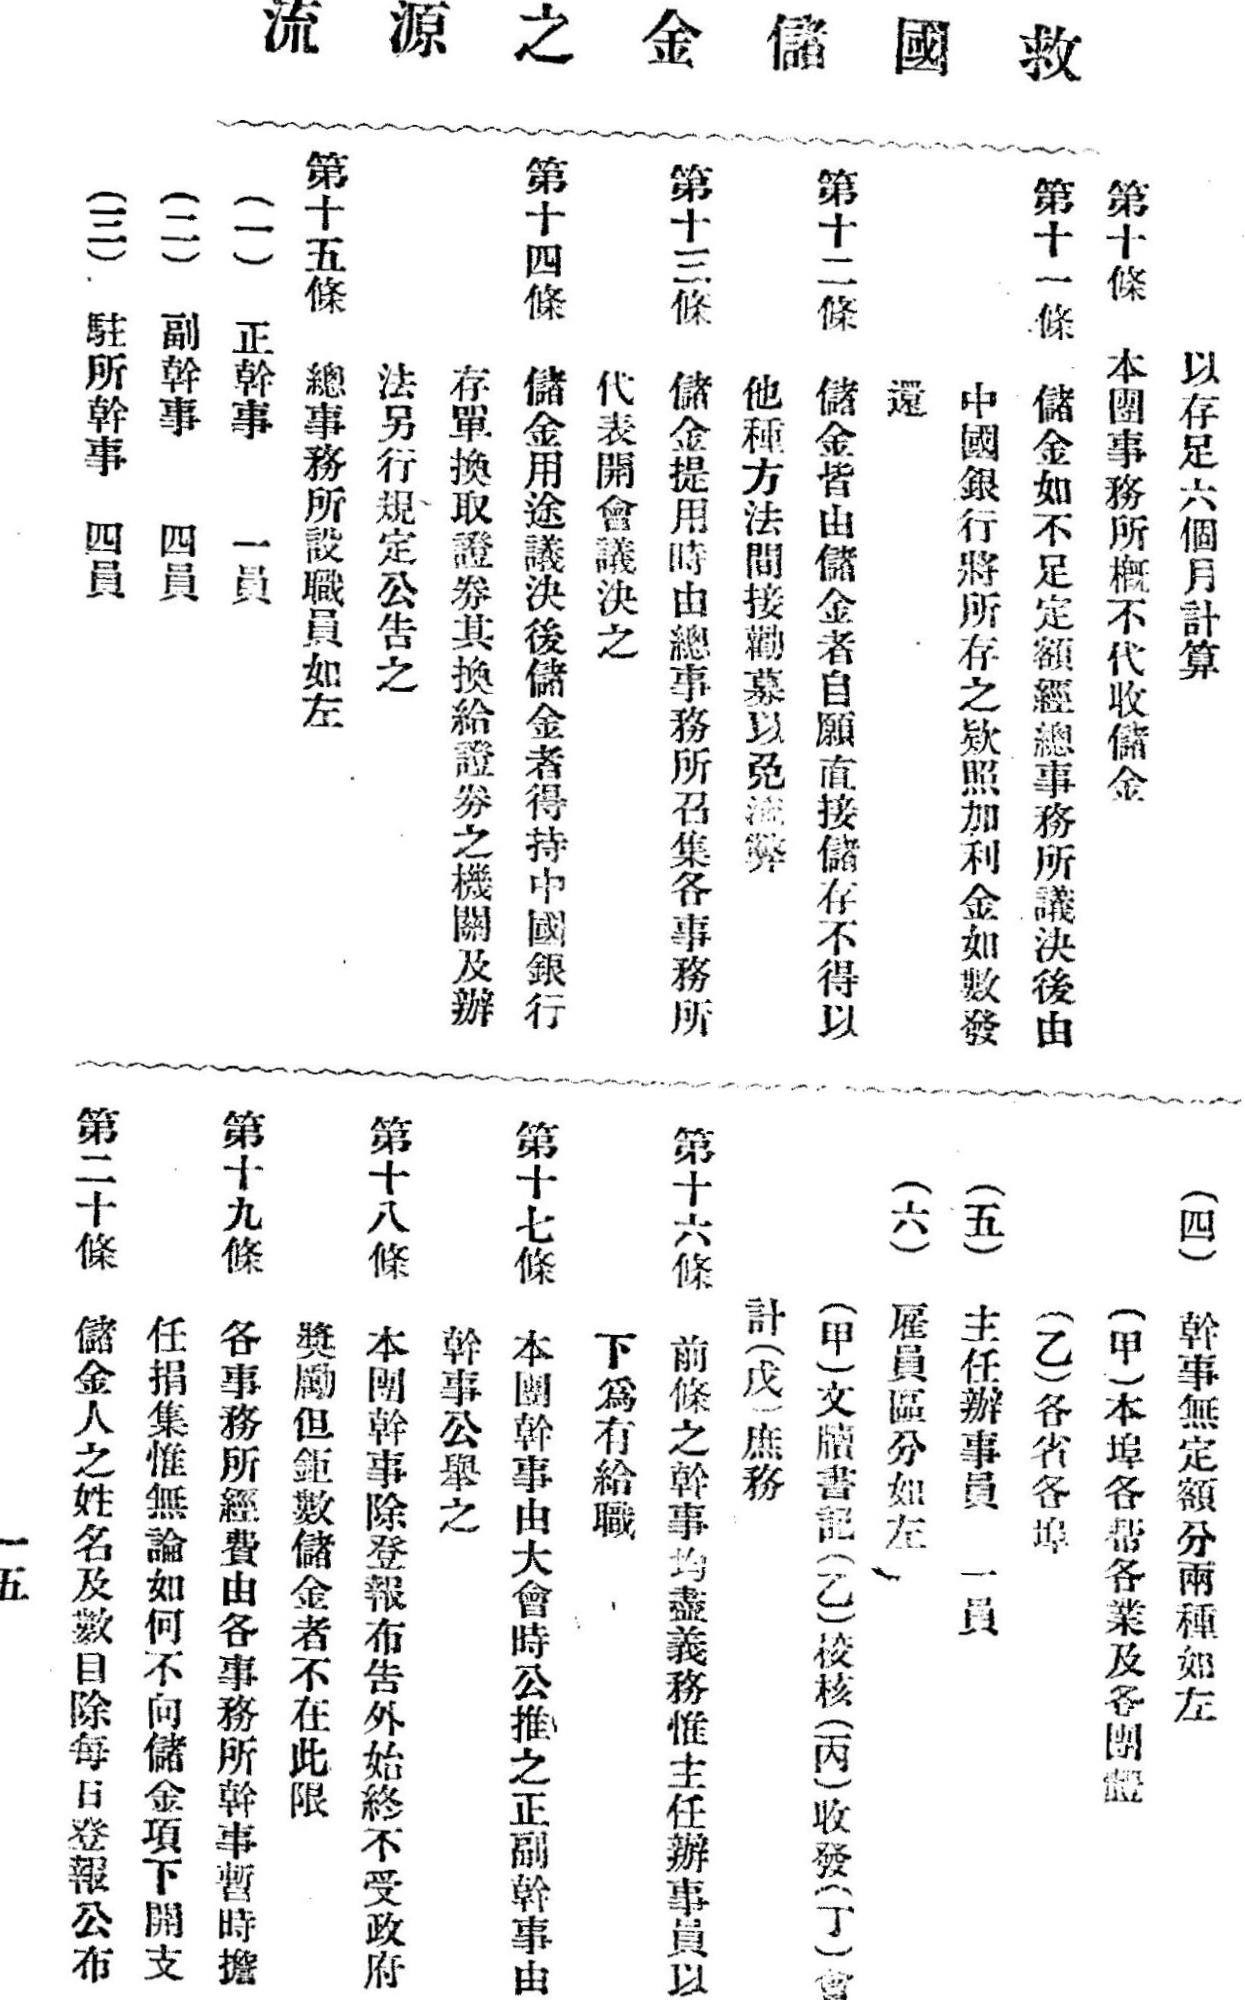 救國儲金之源流
以存足六個月計算
第十條　本團事務所槪不代收儲金
第十一條　儲金如不足定額經總事務所議決後由
中國銀行將所存之欵照加利金如數發
還
第十二條　儲金皆由儲金者自願直接儲存不得以
他種方法間接勸募以免流弊
第十三條　儲金提用時由總事務所召集各事務所
代表開會議決之
第十四條　儲金用途議決後儲金者得持中國銀行
存單換取證券其換給證券之機關及辦
法另行規定公告之
第十五條　總事務所設職員如左
（一）　正幹事　一員
（二）　副幹事　四員
（三）　駐所幹事　四員
（四）　幹事無定額分兩種如左
（甲）本埠各帮各業及各團體
（乙）各省各埠
（五）　主任辦事員　一員
（六）　雇員區分如左
（甲）文牘書記（乙）校核（丙）收發（丁）會
計（戊）庶務
第十六條　前條之幹事均盡義務惟主任辦事員以
下爲有給職
第十七條　本團幹事由大會時公推之正副幹事由
幹事公舉之
第十八條　本團幹事除登報布告外始終不受政府
獎勵但鉅數儲金者不在此限
第十九條　各事務所經費由各事務所幹事暫時擔
任捐集惟無論如何不向儲金項下開支
第二十條　儲金人之姓名及數目除每日登報公布
一五